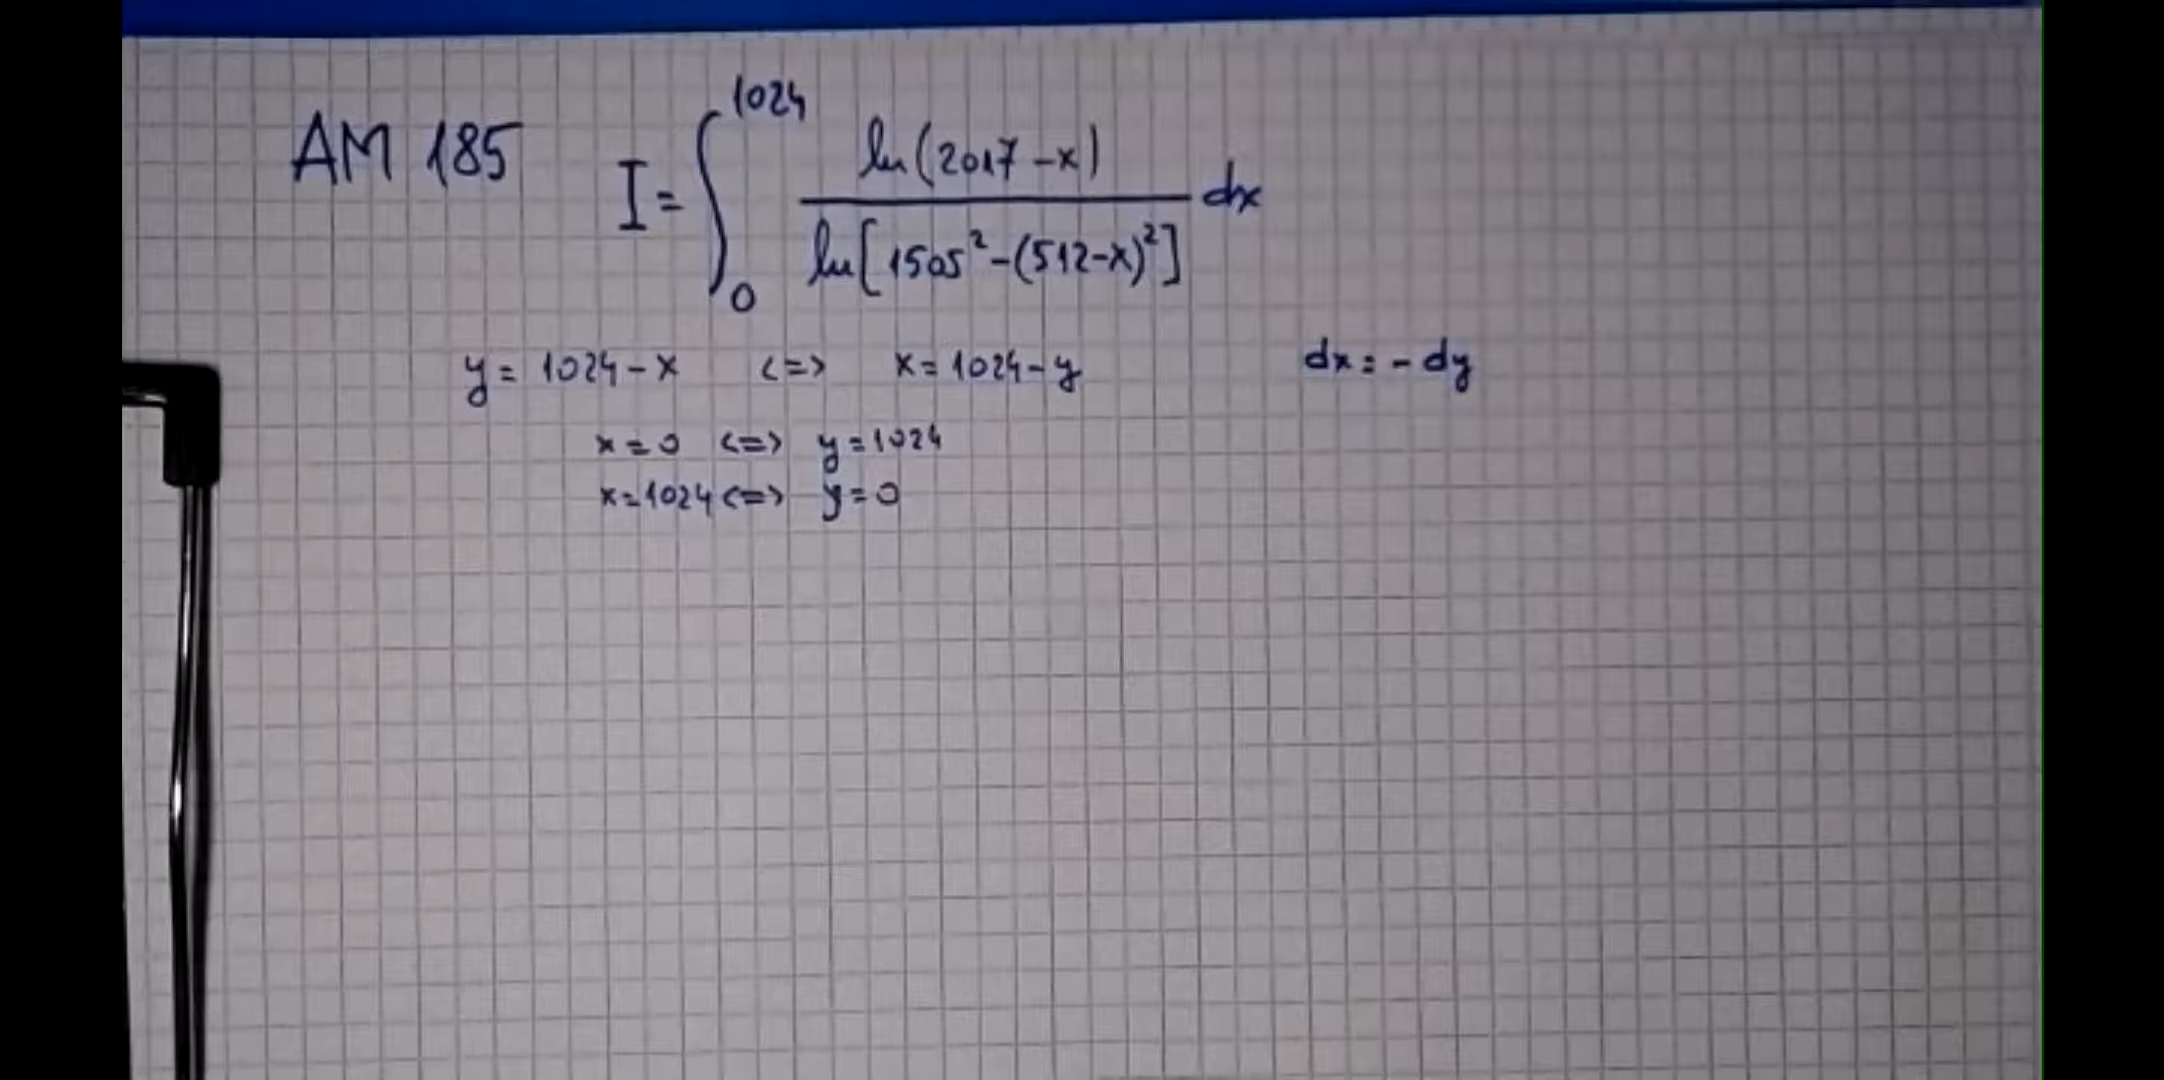 AM 185 I = ∫₀¹⁰²⁴ ln(2017-x) / ln[1505²-(512-x)²] dx
y = 1024-x <=> x = 1024-y dx = -dy
x = 0 <=> y = 1024
x = 1024 <=> y = 0